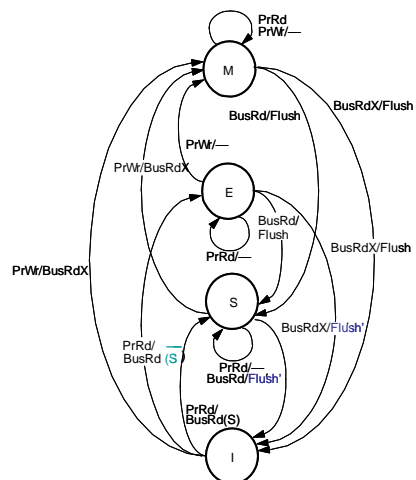 PrRd
PrWr/—
M
BusRd/Flush
BusRdX/Flush
PrWr/—
PrWr/BusRdX
E
BusRd/
Flush
BusRdX/Flush
PrRd/—
PrWr/BusRdX
S
BusRdX/Flush'
PrRd/
BusRd (S)
PrRd/—
BusRd/Flush'
PrRd/
BusRd(S)
I